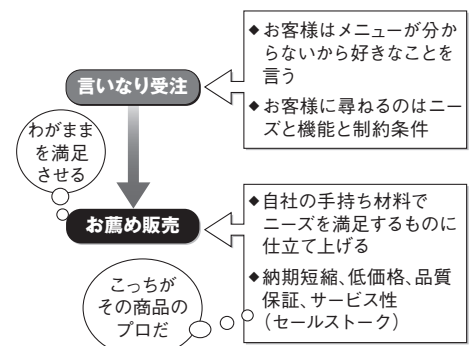 ◆お客様はメニューが分か
らないから好きなことを
言う
◆お客様に尋ねるのはニー
ズと機能と制約条件
言いなり受注
わがまま
を満足
させる
お薦め販売
◆自社の手持ち材料で
ニーズを満足するものに
仕立て上げる
◆納期短縮、低価格、品質
保証、サービス性
（セールストーク）
こっちが
その商品の
プロだ